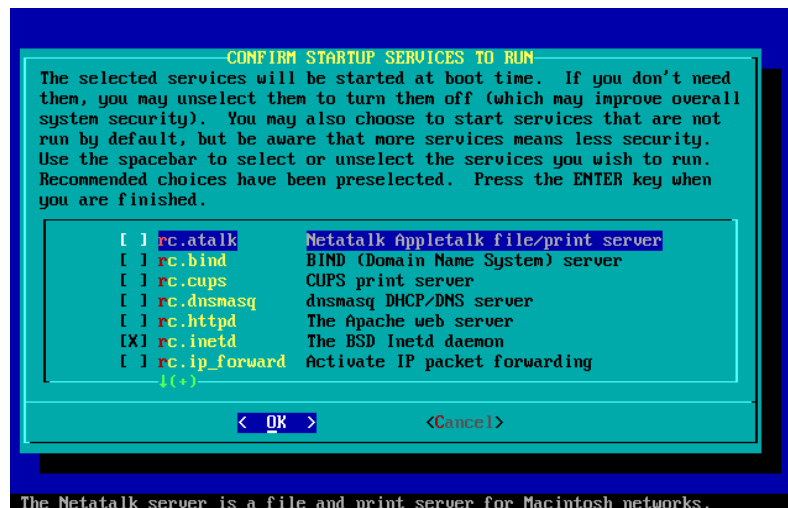 CONFIRM STARTUP SERVICES TO RUN
The selected services will be started at boot time.  If you don't need
them, you may unselect them to turn them off (which may improve overall
system security).  You may also choose to start services that are not
run by default, but be aware that more services means less security.
Use the spacebar to select or unselect the services you wish to run.
Recommended choices have been preselected.  Press the ENTER key when
you are finished.
[ ] rc.atalk       Netatalk Appletalk file/print server
[ ] rc.bind        BIND (Domain Name System) server
[ ] rc.cups        CUPS print server
[ ] rc.dnsmasq     dnsmasq DHCP/DNS server
[ ] rc.httpd       The Apache web server
[X] rc.inetd       The BSD Inetd daemon
[ ] rc.ip_forward  Activate IP packet forwarding
↓(+)
<  OK  >          <Cancel>
The Netatalk server is a file and print server for Macintosh networks.